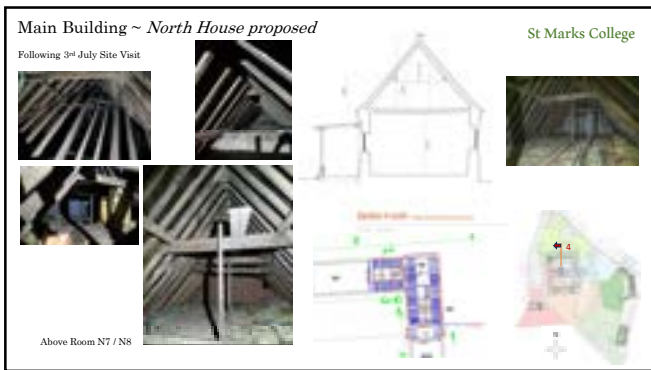 Main Building ~ North House proposed
St Marks College
Following 3rd July Site Visit
4
Above Room N7 / N8